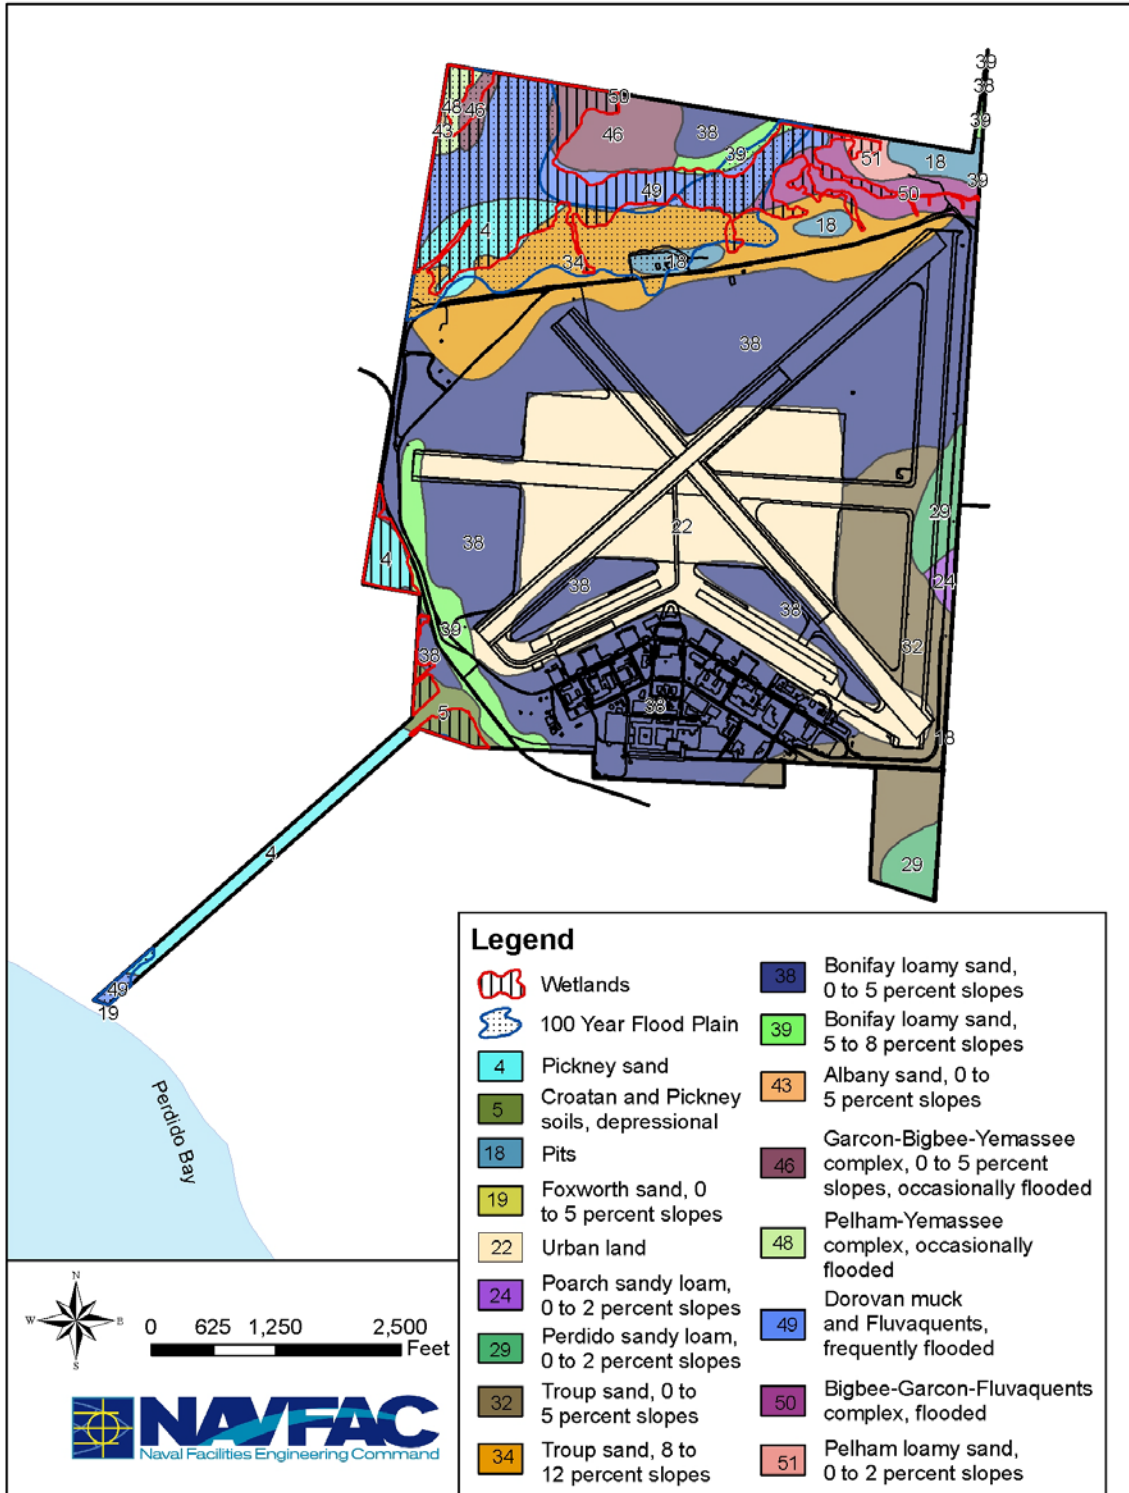 39
38
39
50
48
46
43
46
38
39
51
18
39
49
50
4
18
34
18
38
29
22
38
4
24
38
38
39
38
32
5
38
18
29
4
49
19
Perdido Bay
N
W
E
S
0 625 1,250 2,500
Feet
NAVFAC
Naval Facilities Engineering Command
Legend
Wetlands
100 Year Flood Plain
4 Pickney sand
5 Croatan and Pickney
soils, depressional
18 Pits
19 Foxworth sand, 0
to 5 percent slopes
22 Urban land
24 Poarch sandy loam,
0 to 2 percent slopes
29 Perdido sandy loam,
0 to 2 percent slopes
32 Troup sand, 0 to
5 percent slopes
34 Troup sand, 8 to
12 percent slopes
38 Bonifay loamy sand,
0 to 5 percent slopes
39 Bonifay loamy sand,
5 to 8 percent slopes
43 Albany sand, 0 to
5 percent slopes
46 Garcon-Bigbee-Yemassee
complex, 0 to 5 percent
slopes, occasionally flooded
48 Pelham-Yemassee
complex, occasionally
flooded
49 Dorovan muck
and Fluvaquents,
frequently flooded
50 Bigbee-Garcon-Fluvaquents
complex, flooded
51 Pelham loamy sand,
0 to 2 percent slopes